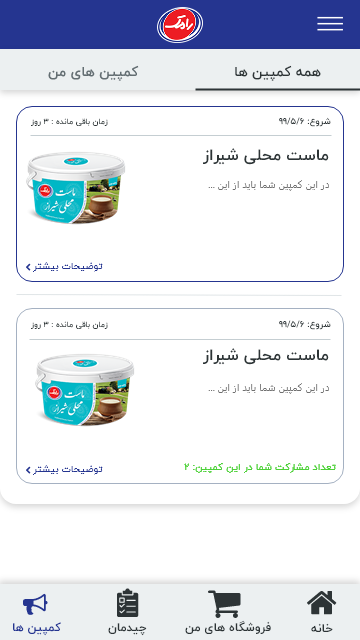 رامک
همه کمپین ها
کمپین های من
شروع: ۹۹/۵/۶
زمان باقی مانده : ۳ روز
ماست محلی شیراز
در این کمپین شما باید از این ...
رامک
ماست
محلی شیراز
توضیحات بیشتر
شروع: ۹۹/۵/۶
زمان باقی مانده : ۳ روز
ماست محلی شیراز
در این کمپین شما باید از این ...
رامک
ماست
محلی شیراز
تعداد مشارکت شما در این کمپین: ۲
توضیحات بیشتر
خانه
فروشگاه های من
چیدمان
کمپین ها